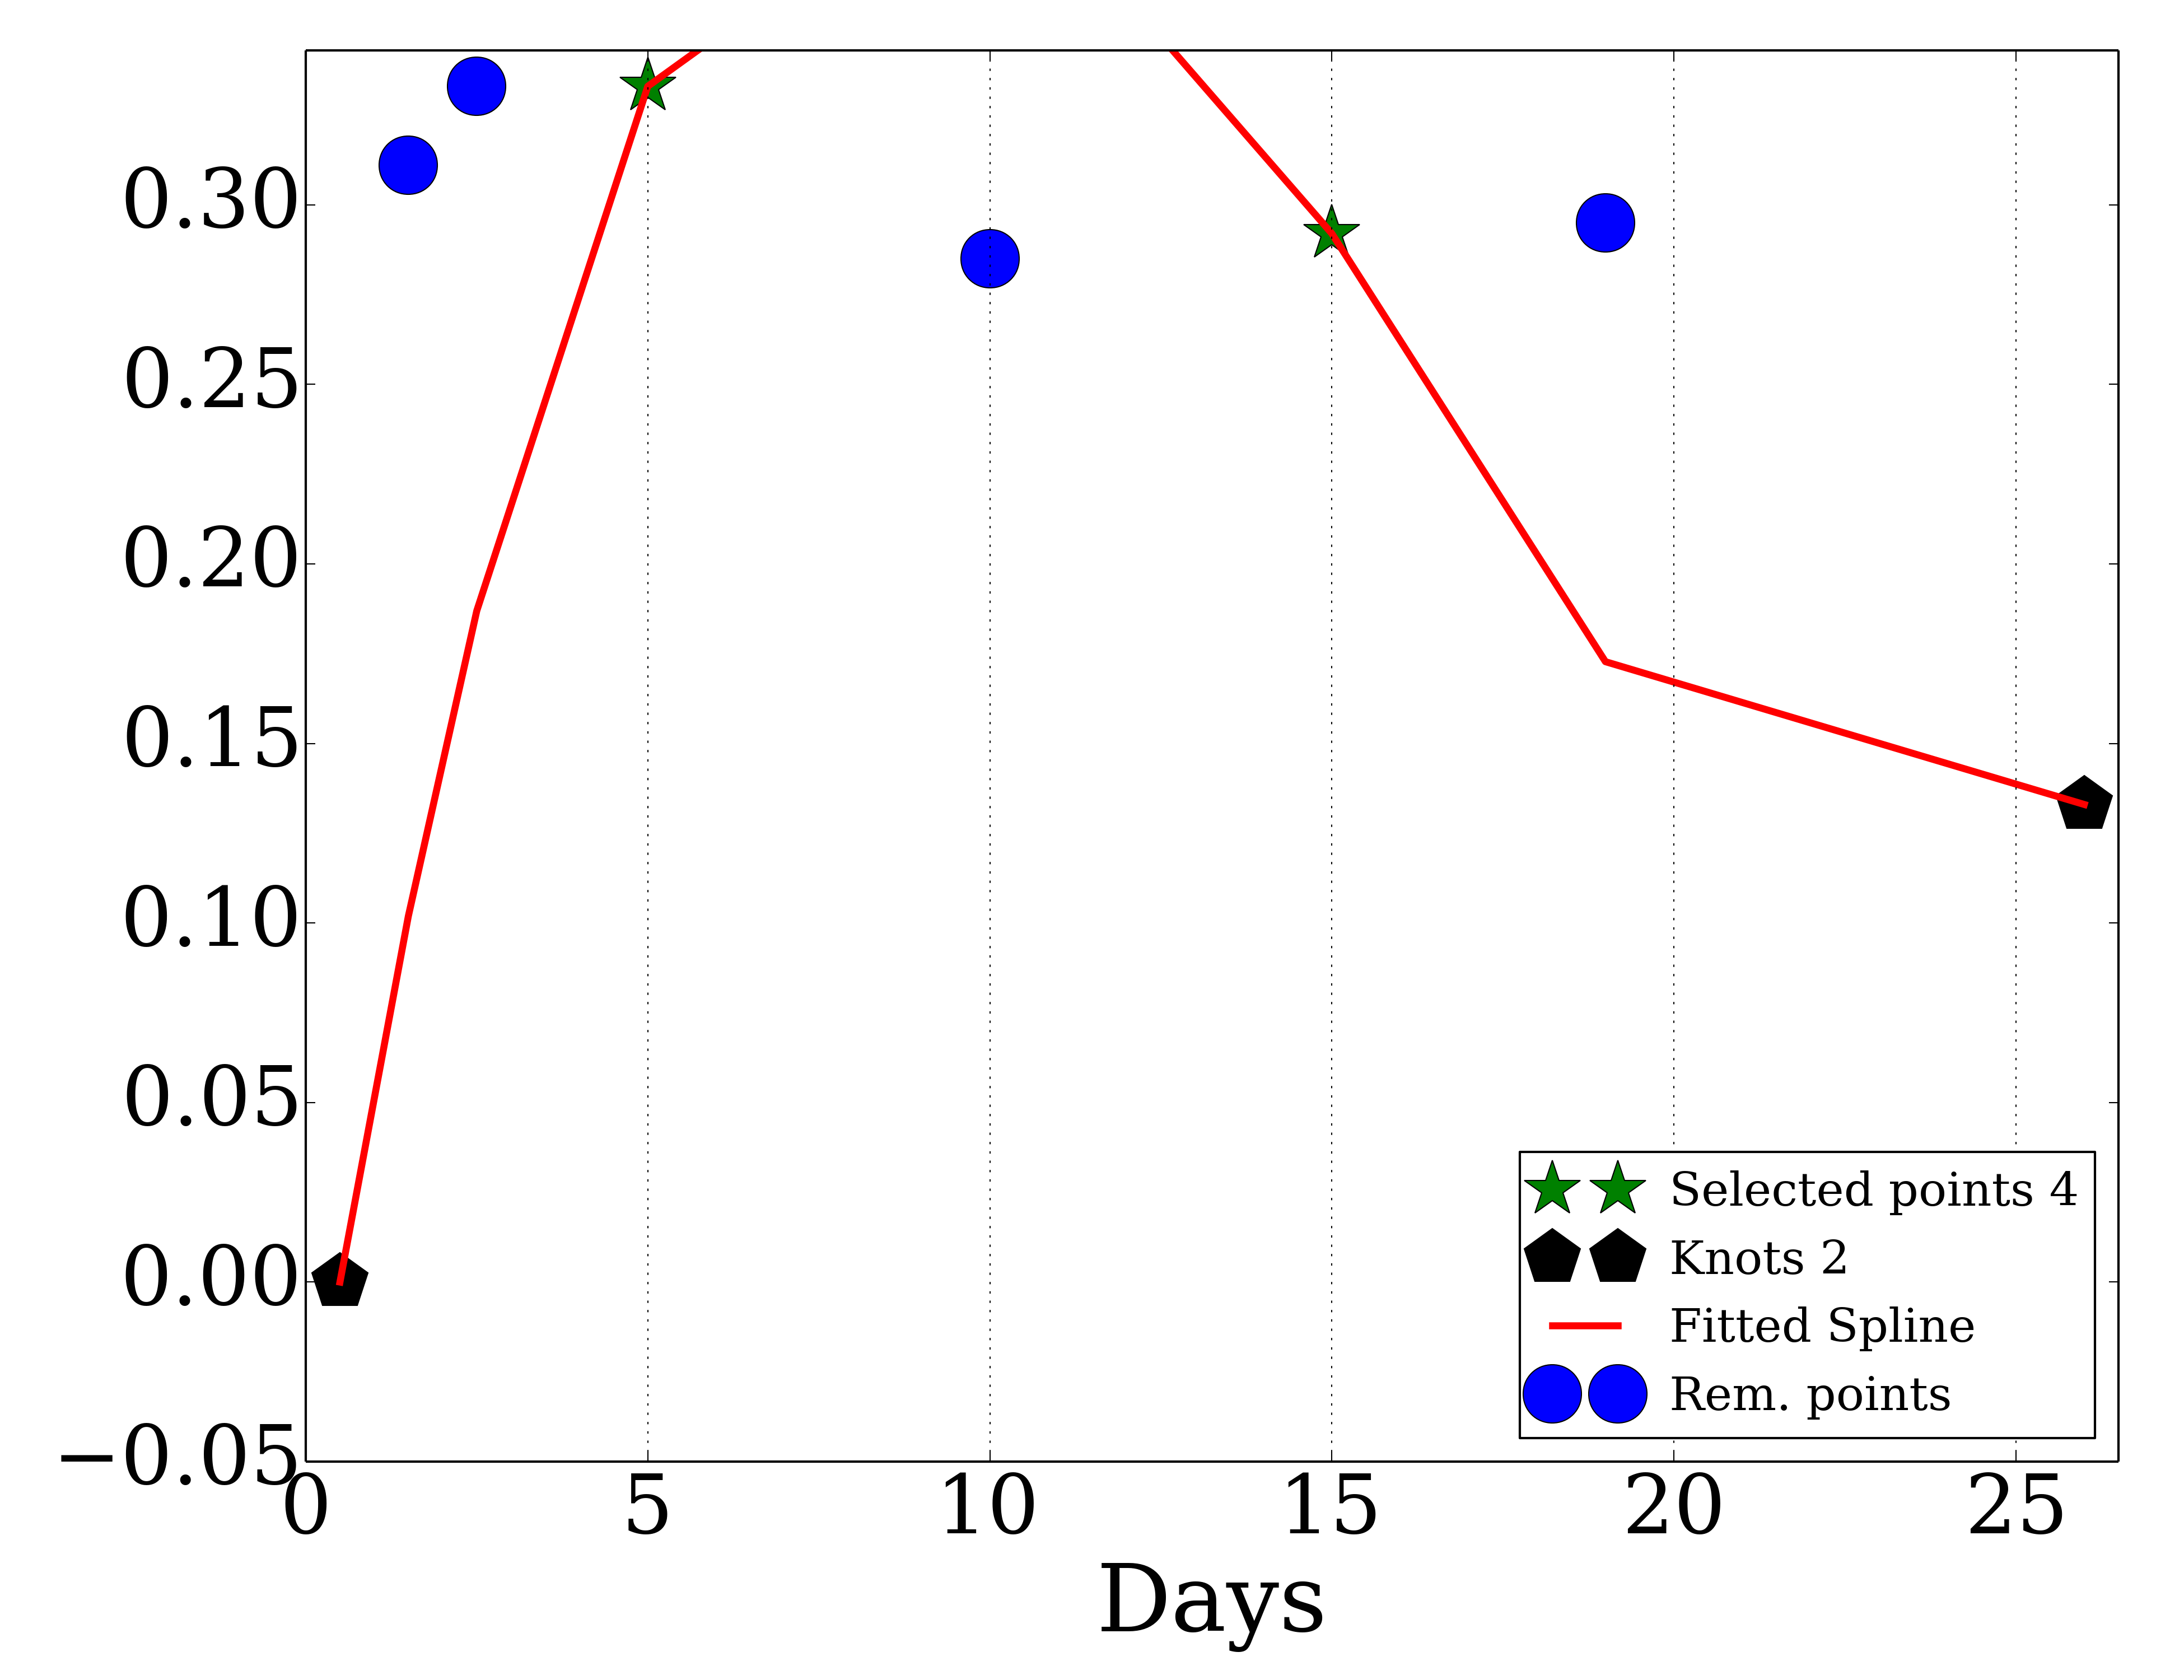 0.30
0.25
0.20
0.15
0.10
0.05
0.00
−0.05
0 5 10 15 20 25
Days
Selected points 4
Knots 2
Fitted Spline
Rem. points